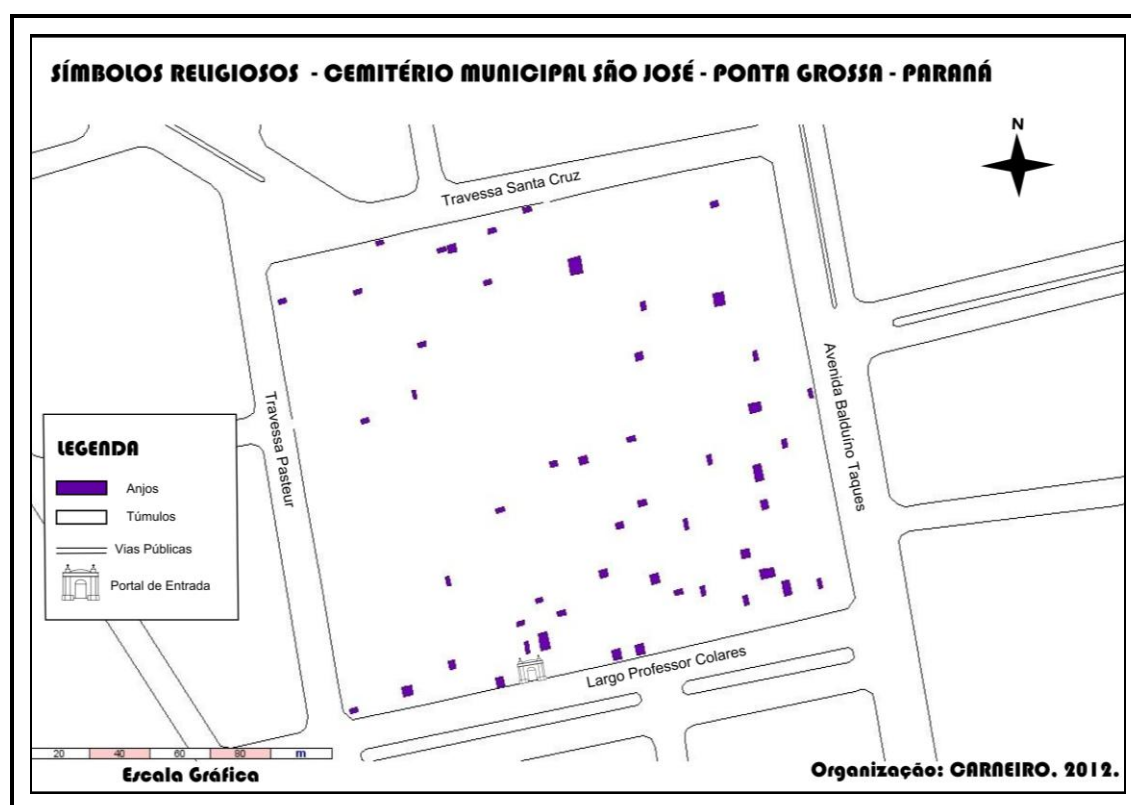 SÍMBOLOS RELIGIOSOS - CEMITÉRIO MUNICIPAL SÃO JOSÉ - PONTA GROSSA - PARANÁ
N
Travessa Santa Cruz
Avenida Balduíno Taques
Travessa Pasteur
LEGENDA
Anjos
Túmulos
Vias Públicas
Portal de Entrada
Largo Professor Colares
20 40 60 80 m
Escala Gráfica
Organização: CARNEIRO. 2012.